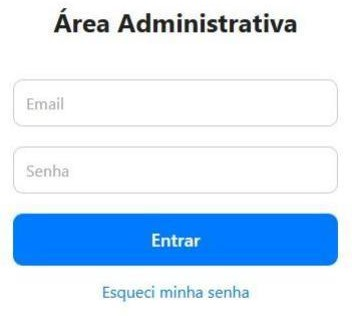 Área Administrativa
Email
Senha
Entrar
Esqueci minha senha